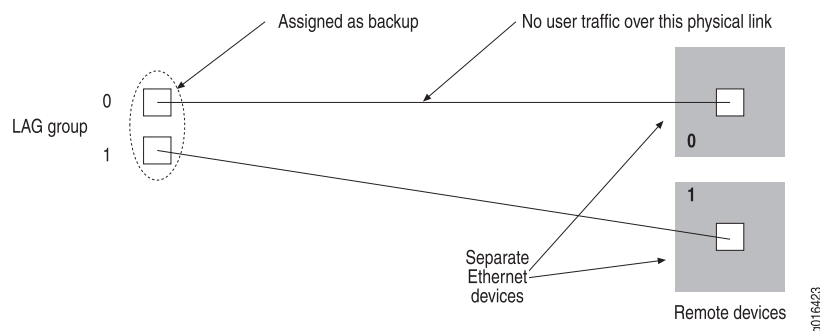 Assigned as backup
No user traffic over this physical link
0
LAG group
1
0
1
Separate
Ethernet
devices
Remote devices
g016423